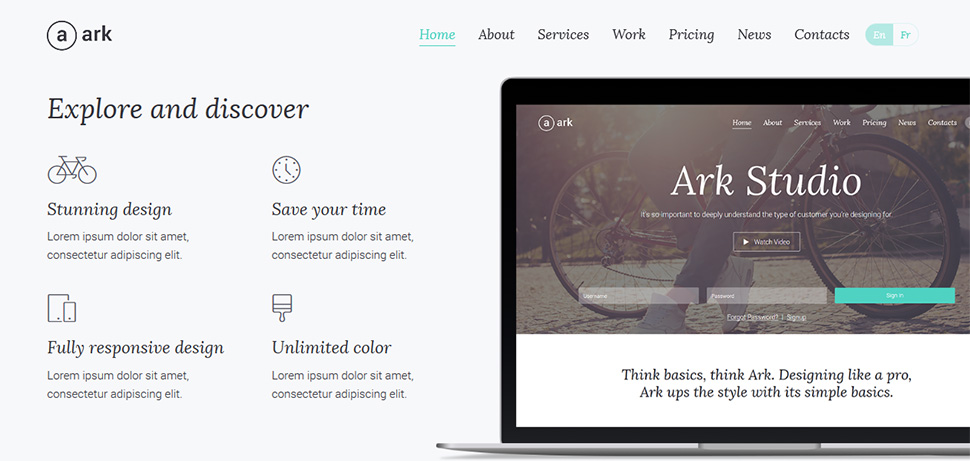 a ark
Home About Services Work Pricing News Contacts En Fr
Explore and discover
Stunning design
Lorem ipsum dolor sit amet,
consectetur adipiscing elit.
Save your time
Lorem ipsum dolor sit amet,
consectetur adipiscing elit.
Fully responsive design
Lorem ipsum dolor sit amet,
consectetur adipiscing elit.
Unlimited color
Lorem ipsum dolor sit amet,
consectetur adipiscing elit.
a ark
Home About Services Work Pricing News Contacts
Ark Studio
it's so important to deeply understand the type of customer you're designing for
Watch Video
Username Password Sign in
Forgot Password? | Signup
Think basics, think Ark. Designing like a pro,
Ark ups the style with its simple basics.